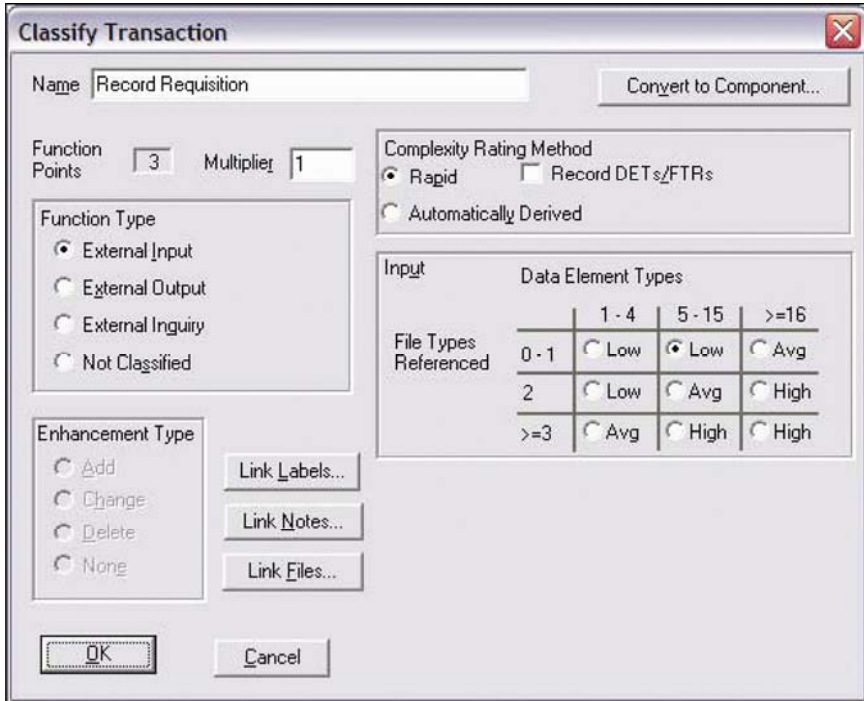 Classify Transaction
Name Record Requisition
Convert to Component...
Function Points 3 Multiplier 1
Complexity Rating Method
Rapid Record DETs/FTRs
Automatically Derived
Function Type
External Input
External Output
External Inquiry
Not Classified
Input Data Element Types
1 - 4 5 - 15 >=16
File Types Referenced
0 - 1 Low Low Avg
2 Low Avg High
>=3 Avg High High
Enhancement Type
Add
Change
Delete
None
Link Labels...
Link Notes...
Link Files...
OK Cancel